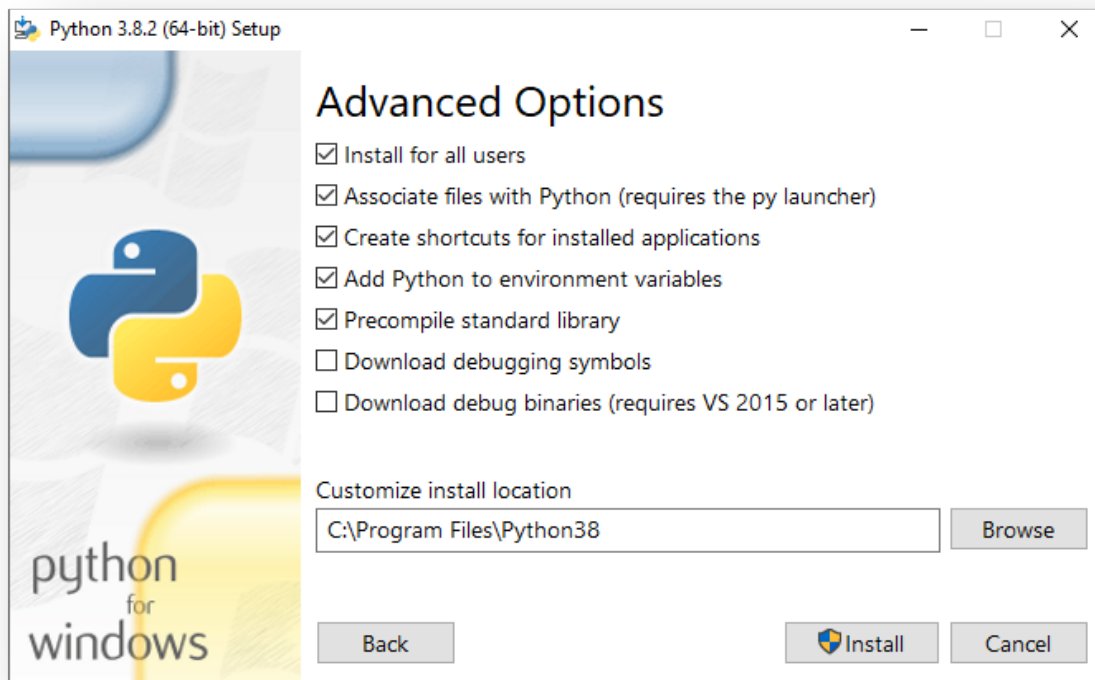 Python 3.8.2 (64-bit) Setup
Advanced Options
Install for all users
Associate files with Python (requires the py launcher)
Create shortcuts for installed applications
Add Python to environment variables
Precompile standard library
Download debugging symbols
Download debug binaries (requires VS 2015 or later)
Customize install location
C:\Program Files\Python38
Browse
python
for
windows
Back
Install
Cancel